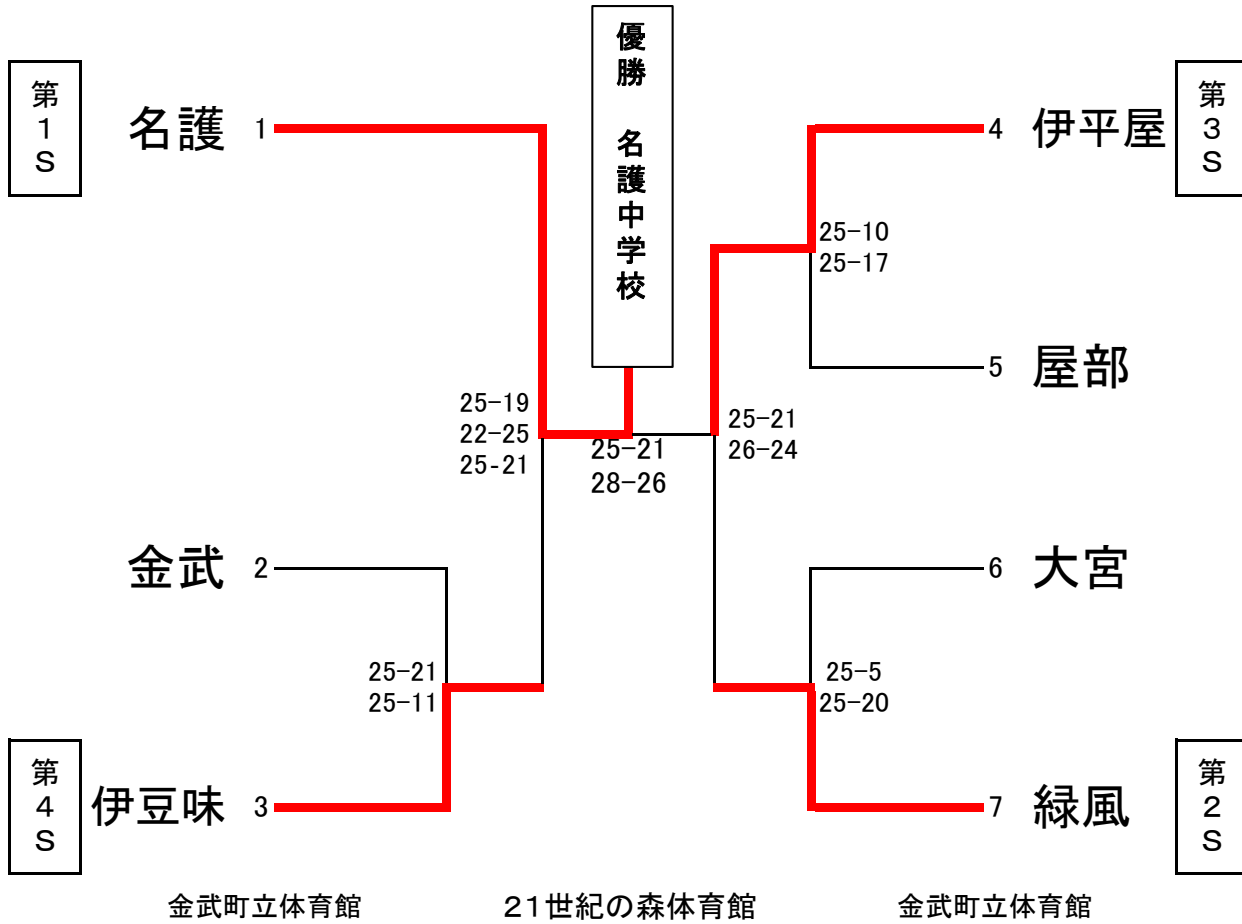 優勝 名護中学校
第1S
名護 1
4 伊平屋
第3S
25-10
25-17
5 屋部
25-19
22-25
25-21
25-21
28-26
25-21
26-24
金武 2
6 大宮
25-21
25-11
25-5
25-20
第4S
伊豆味 3
7 緑風
第2S
金武町立体育館 21世紀の森体育館 金武町立体育館